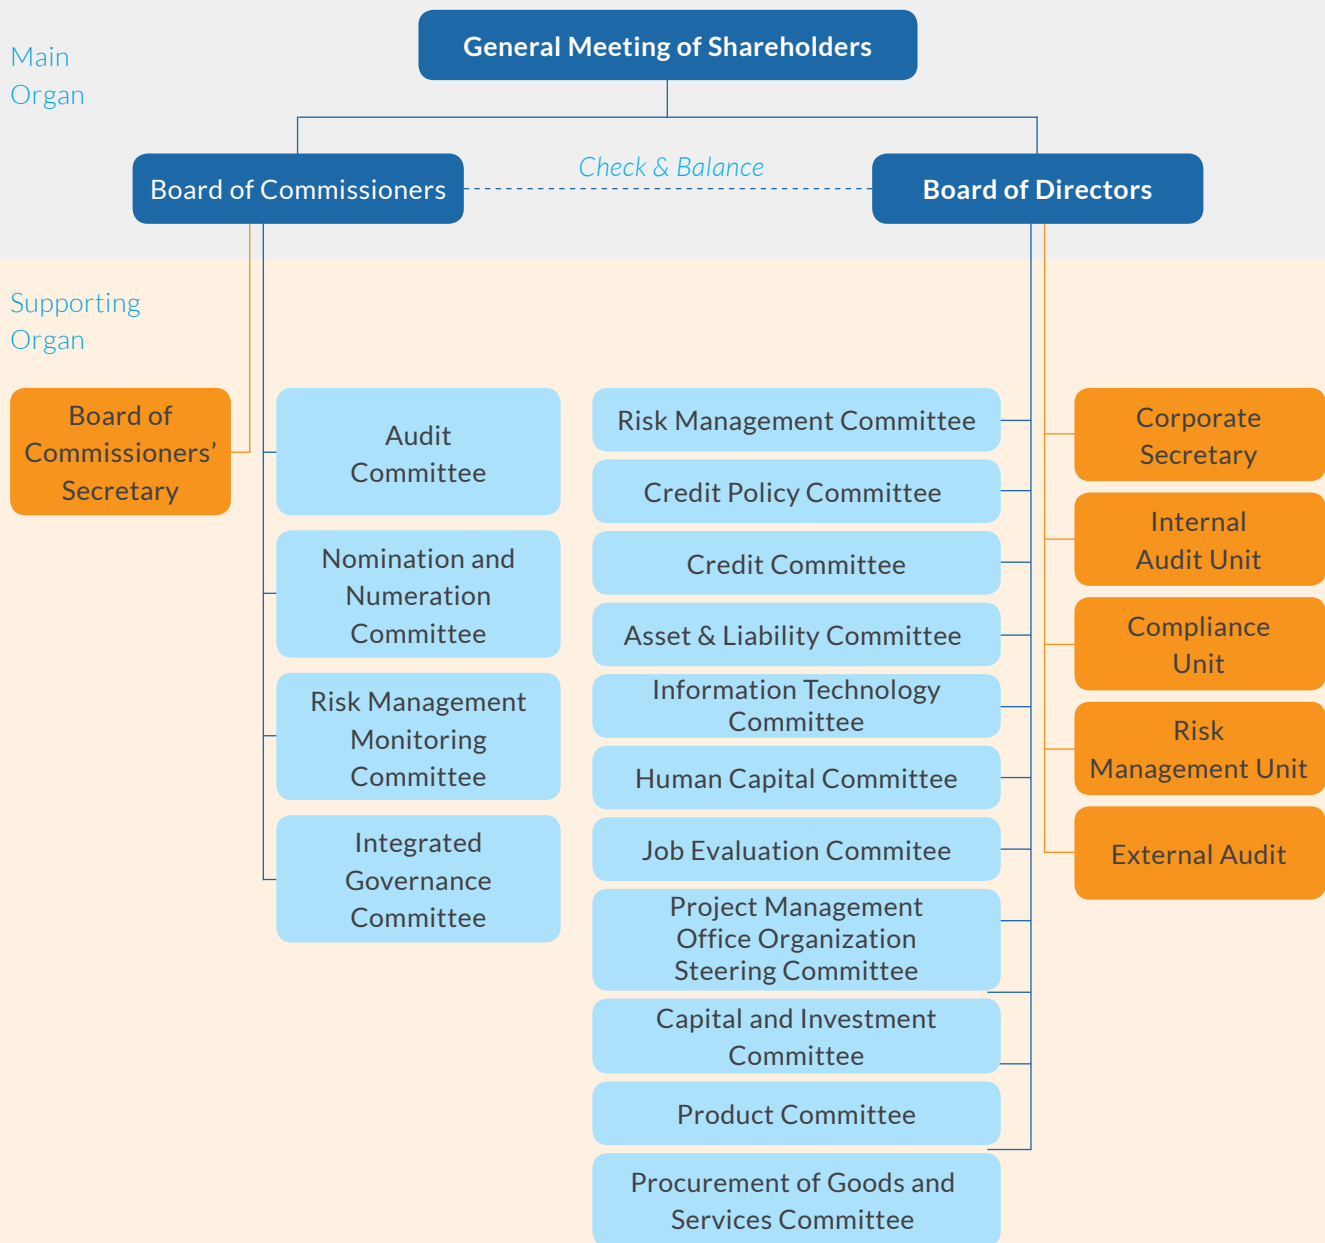 Main
Organ
General Meeting of Shareholders
Board of Commissioners
Check & Balance
Board of Directors
Supporting
Organ
Board of
Commissioners’
Secretary
Audit
Committee
Nomination and
Numeration
Committee
Risk Management
Monitoring
Committee
Integrated
Governance
Committee
Risk Management Committee
Credit Policy Committee
Credit Committee
Asset & Liability Committee
Information Technology
Committee
Human Capital Committee
Job Evaluation Commitee
Project Management
Office Organization
Steering Committee
Capital and Investment
Committee
Product Committee
Procurement of Goods and
Services Committee
Corporate
Secretary
Internal
Audit Unit
Compliance
Unit
Risk
Management Unit
External Audit